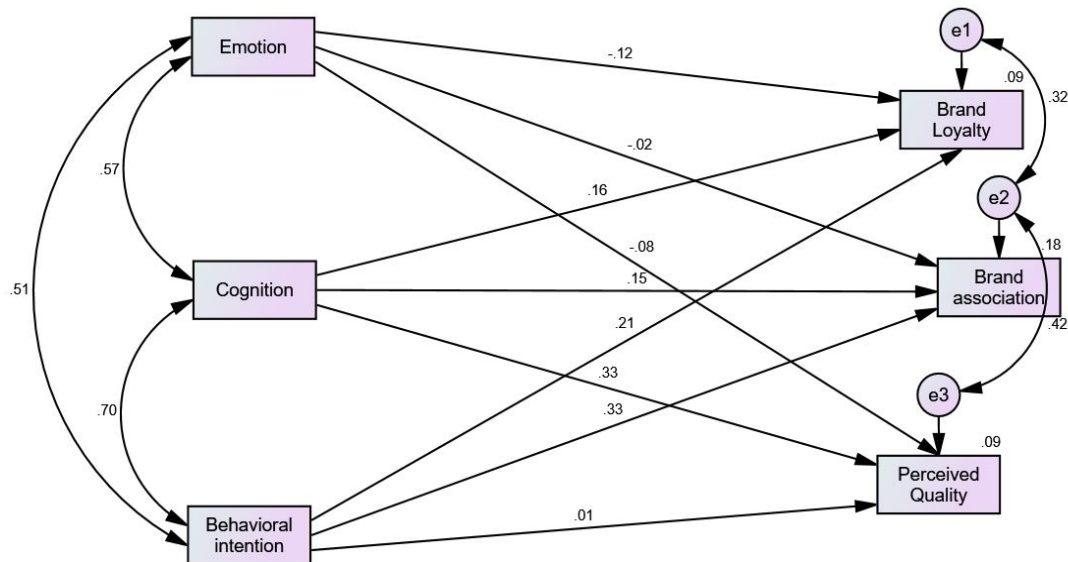 e1
Emotion
-.12
.09
Brand
Loyalty
.32
-.02
.57
.16
e2
-.08
.18
Cognition
.15
Brand
association
.51
.21
.42
.33
.70
.33
e3
.09
Perceived
Quality
.01
Behavioral
intention